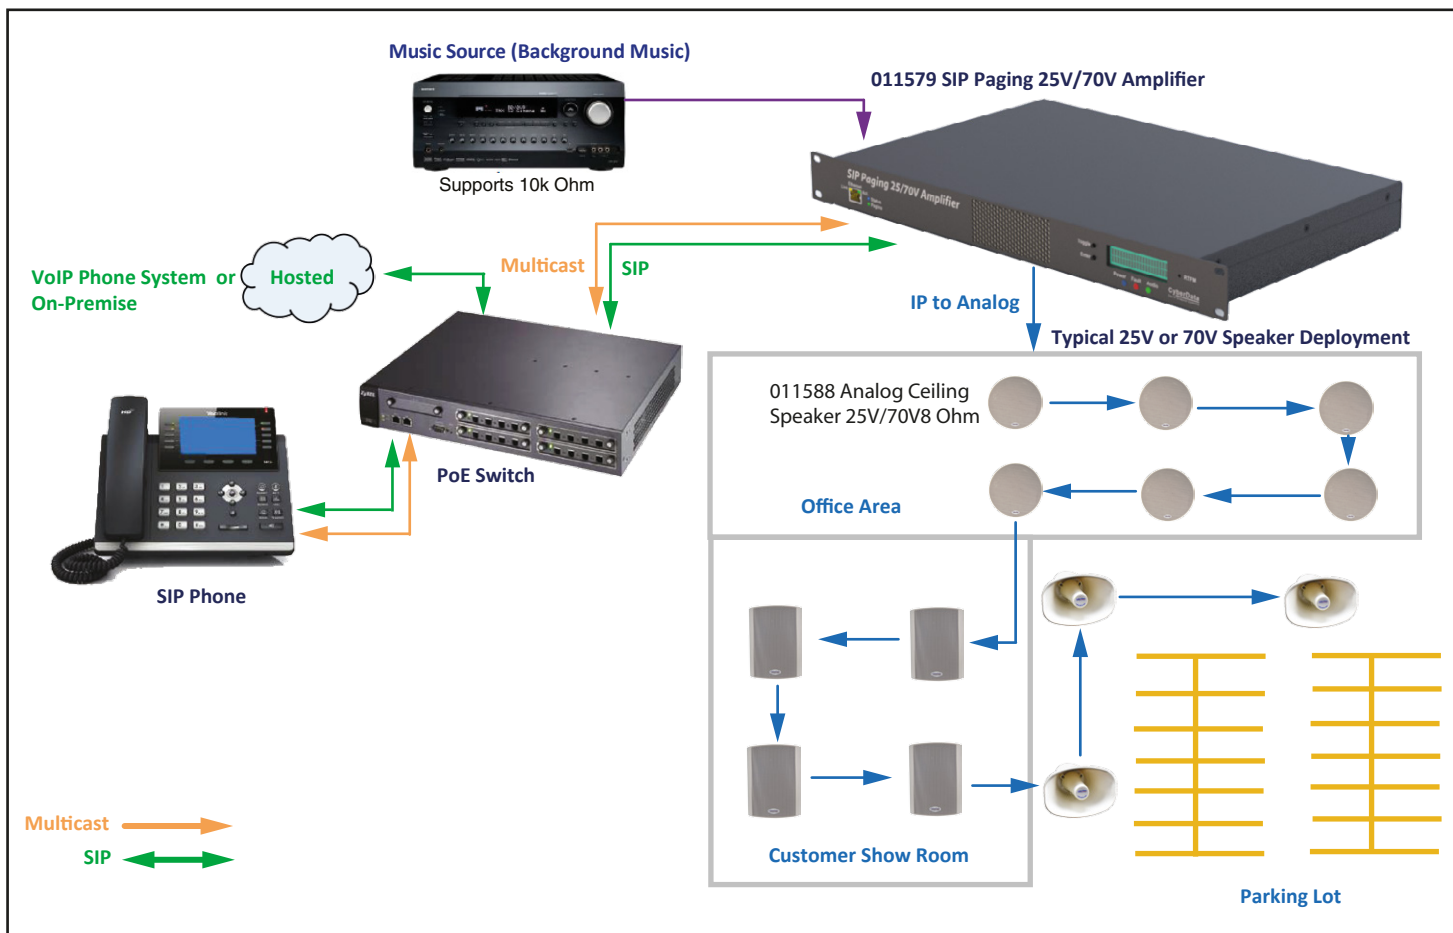 Music Source (Background Music)
011579 SIP Paging 25V/70V Amplifier
Supports 10k Ohm
SIP Paging 25/70V Amplifier
Multicast
SIP
VoIP Phone System or
On-Premise
Hosted
IP to Analog
CyberData
Typical 25V or 70V Speaker Deployment
011588 Analog Ceiling
Speaker 25V/70V8 Ohm
Office Area
PoE Switch
SIP Phone
Multicast
SIP
Customer Show Room
Parking Lot